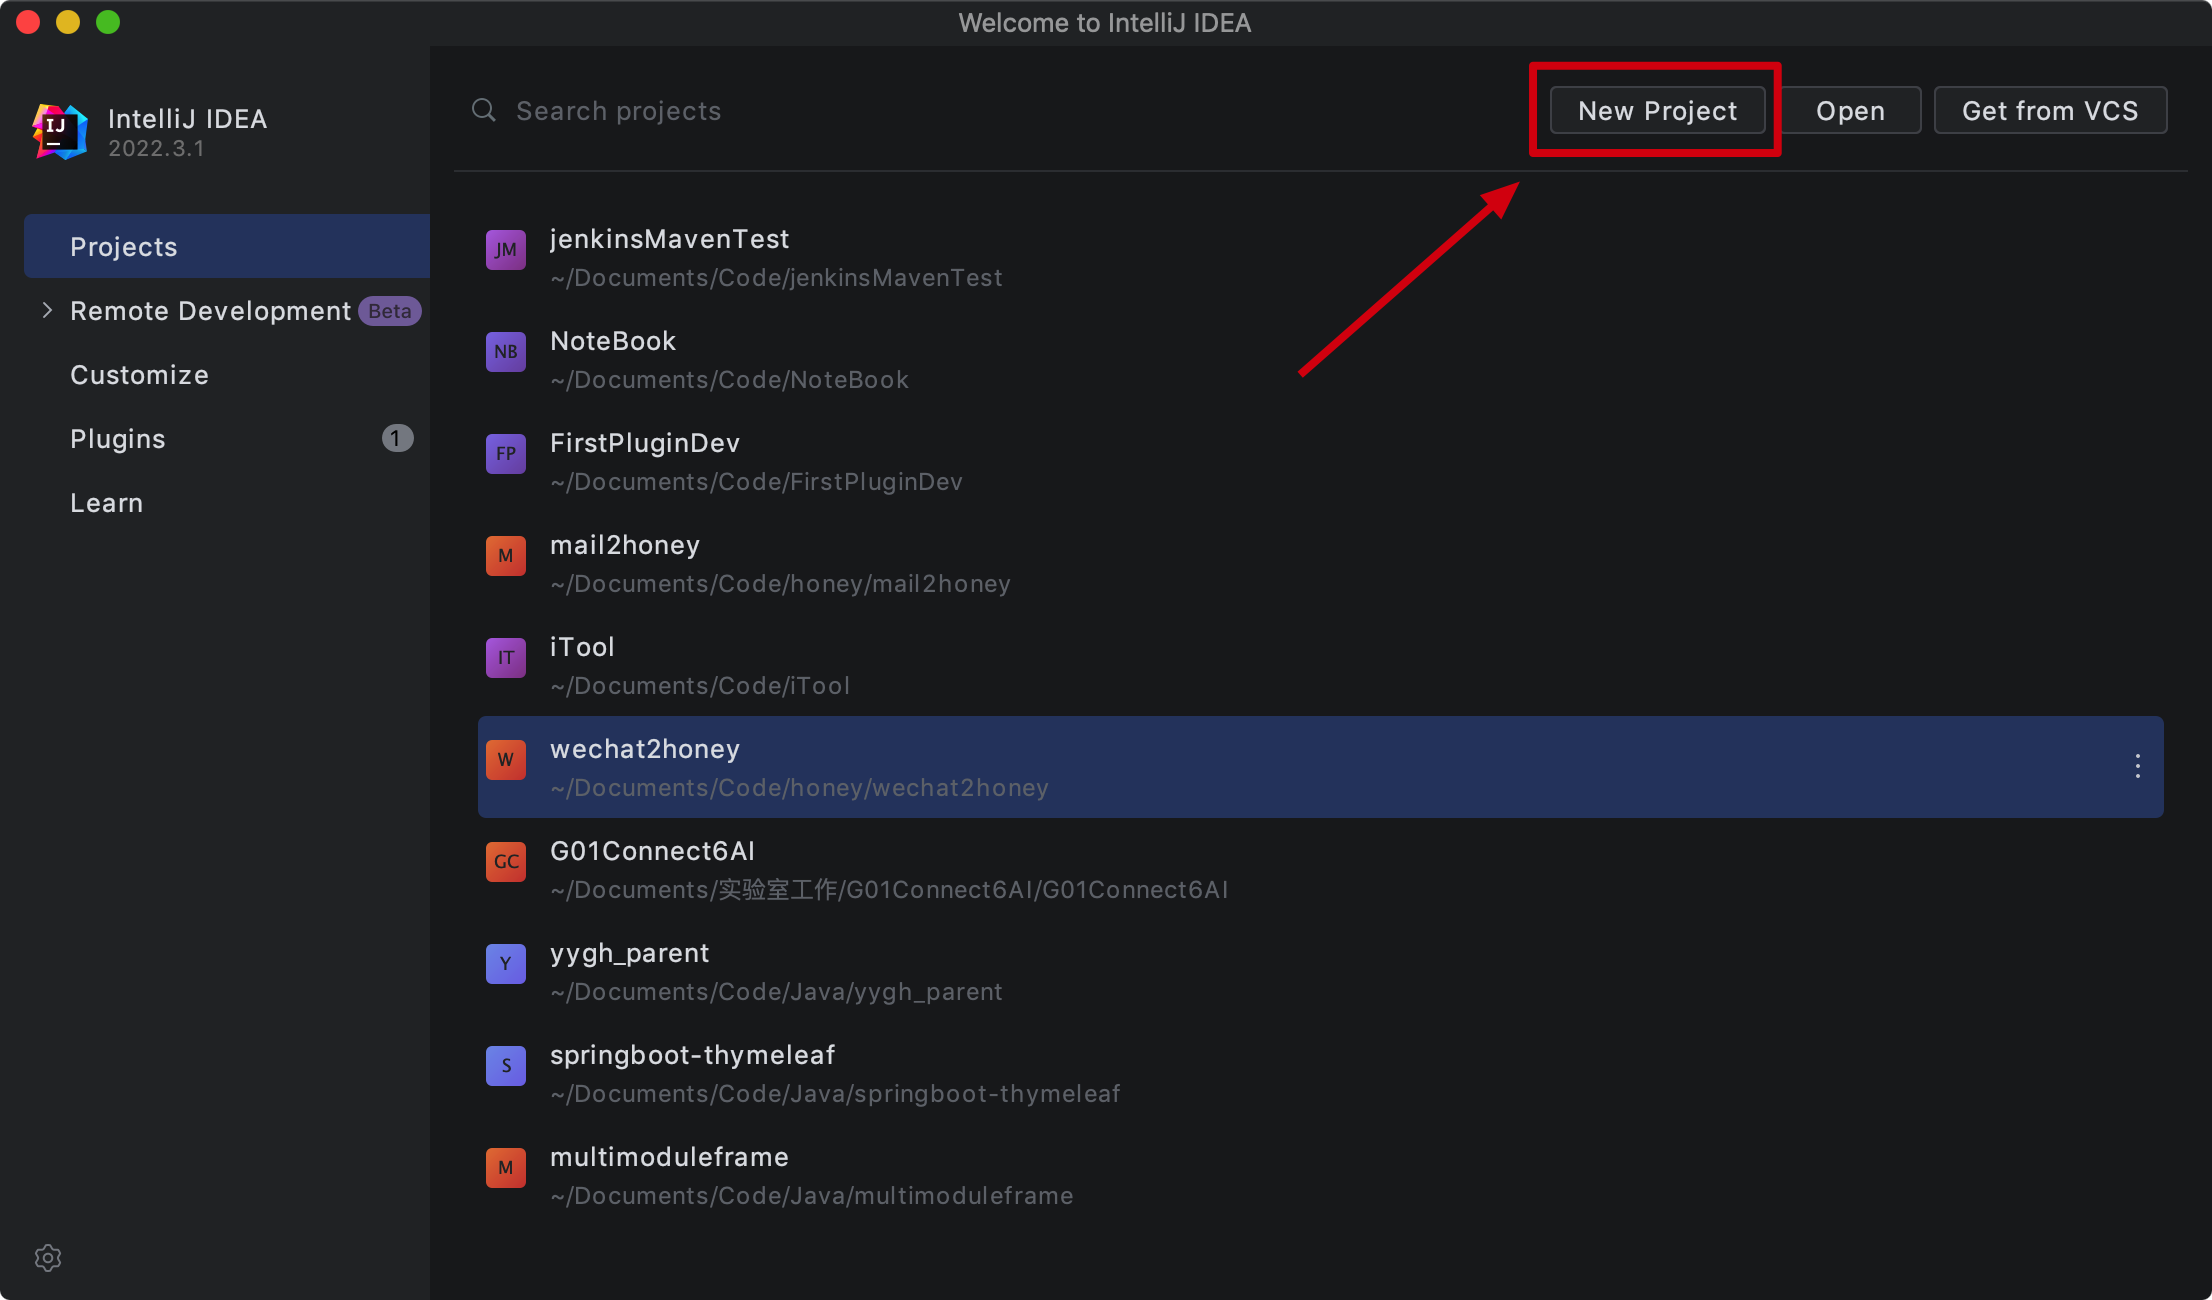 Welcome to IntelliJ IDEA
IJ
IntelliJ IDEA
2022.3.1
Projects
Remote Development Beta
Customize
Plugins 1
Learn
Search projects
New Project
Open
Get from VCS
JM
jenkinsMavenTest
~/Documents/Code/jenkinsMavenTest
NB
NoteBook
~/Documents/Code/NoteBook
FP
FirstPluginDev
~/Documents/Code/FirstPluginDev
M
mail2honey
~/Documents/Code/honey/mail2honey
IT
iTool
~/Documents/Code/iTool
W
wechat2honey
~/Documents/Code/honey/wechat2honey
GC
G01Connect6AI
~/Documents/实验室工作/G01Connect6AI/G01Connect6AI
Y
yygh_parent
~/Documents/Code/Java/yygh_parent
S
springboot-thymeleaf
~/Documents/Code/Java/springboot-thymeleaf
M
multimoduleframe
~/Documents/Code/Java/multimoduleframe